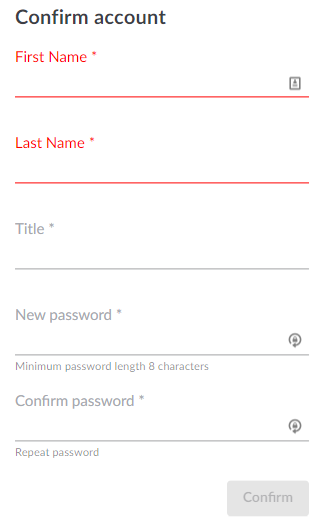 Confirm account
First Name *
Last Name *
Title *
New password *
Minimum password length 8 characters
Confirm password *
Repeat password
Confirm